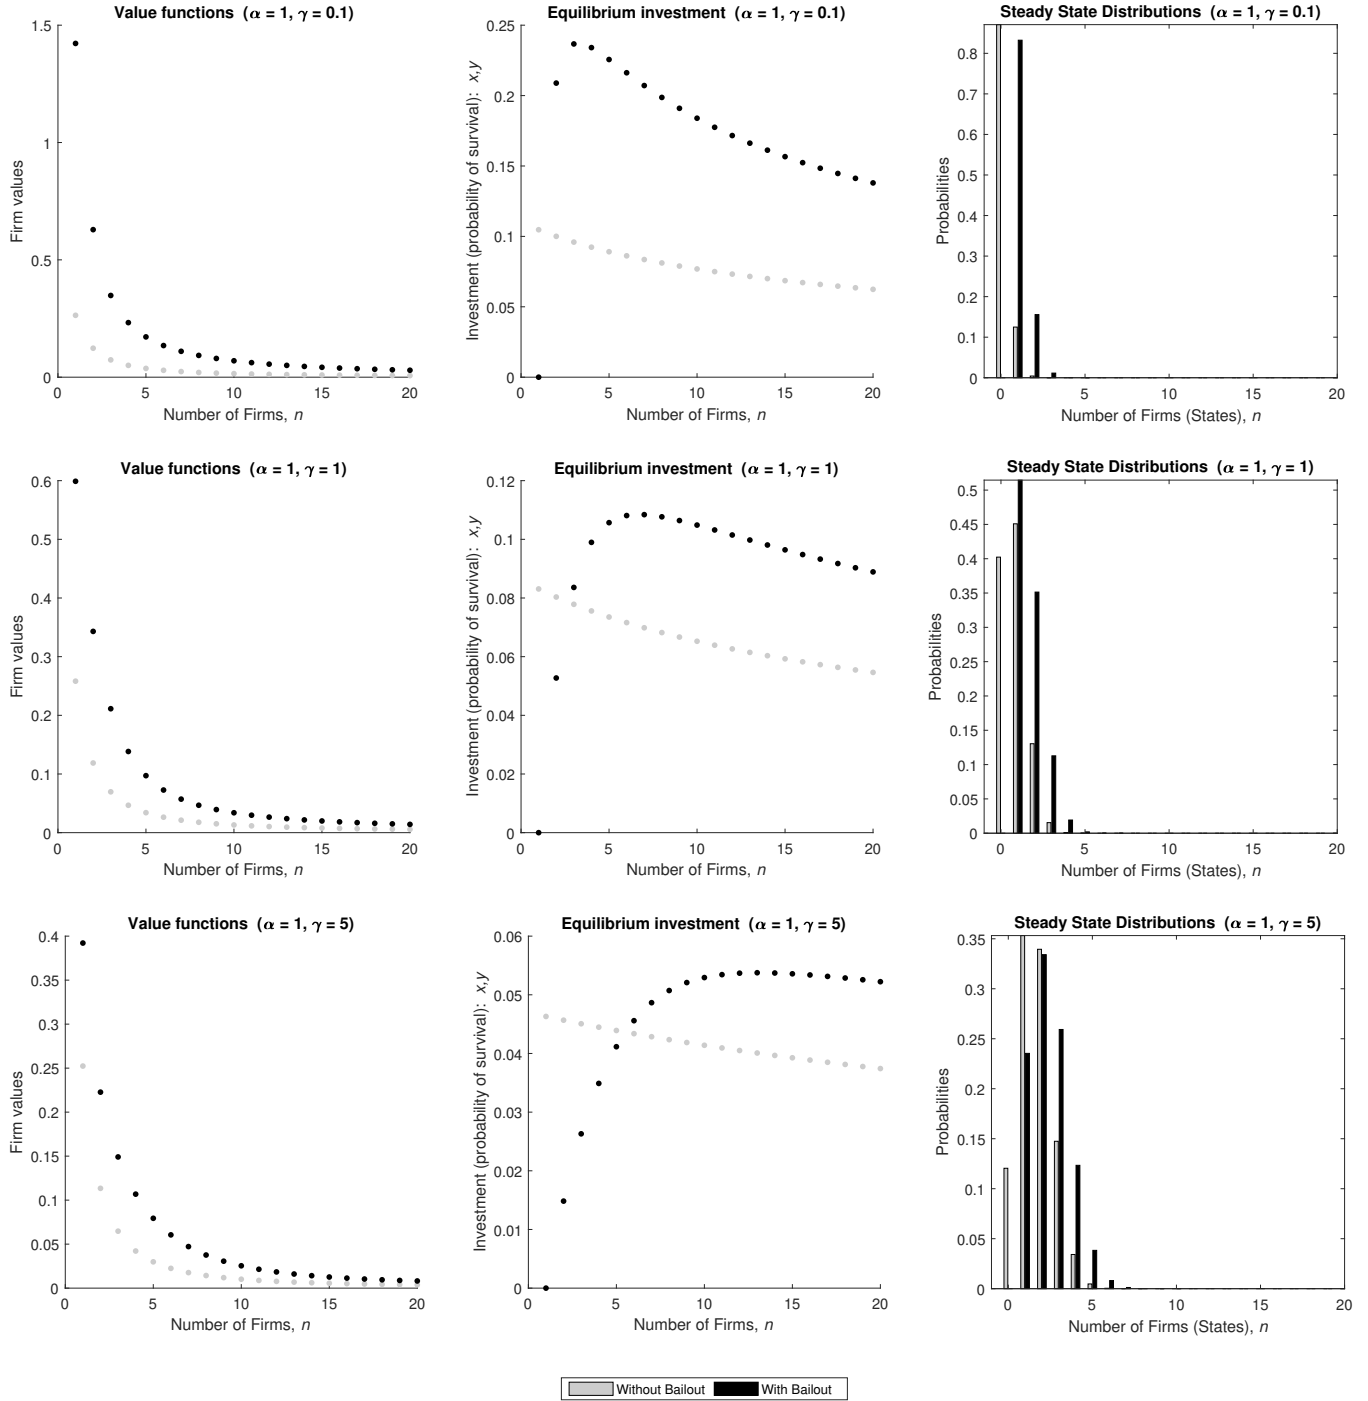 Value functions (α = 1, γ = 0.1)
1.5
1
0.5
0
Firm values
0 5 10 15 20
Number of Firms, n
Equilibrium investment (α = 1, γ = 0.1)
0.25
0.2
0.15
0.1
0.05
0
Investment (probability of survival): x,y
0 5 10 15 20
Number of Firms, n
Steady State Distributions (α = 1, γ = 0.1)
0.8
0.7
0.6
0.5
0.4
0.3
0.2
0.1
0
Probabilities
0 5 10 15 20
Number of Firms (States), n
Value functions (α = 1, γ = 1)
0.6
0.5
0.4
0.3
0.2
0.1
0
Firm values
0 5 10 15 20
Number of Firms, n
Equilibrium investment (α = 1, γ = 1)
0.12
0.1
0.08
0.06
0.04
0.02
0
Investment (probability of survival): x,y
0 5 10 15 20
Number of Firms, n
Steady State Distributions (α = 1, γ = 1)
0.5
0.45
0.4
0.35
0.3
0.25
0.2
0.15
0.1
0.05
0
Probabilities
0 5 10 15 20
Number of Firms (States), n
Value functions (α = 1, γ = 5)
0.4
0.35
0.3
0.25
0.2
0.15
0.1
0.05
0
Firm values
0 5 10 15 20
Number of Firms, n
Equilibrium investment (α = 1, γ = 5)
0.06
0.05
0.04
0.03
0.02
0.01
0
Investment (probability of survival): x,y
0 5 10 15 20
Number of Firms, n
Steady State Distributions (α = 1, γ = 5)
0.35
0.3
0.25
0.2
0.15
0.1
0.05
0
Probabilities
0 5 10 15 20
Number of Firms (States), n
Without Bailout With Bailout